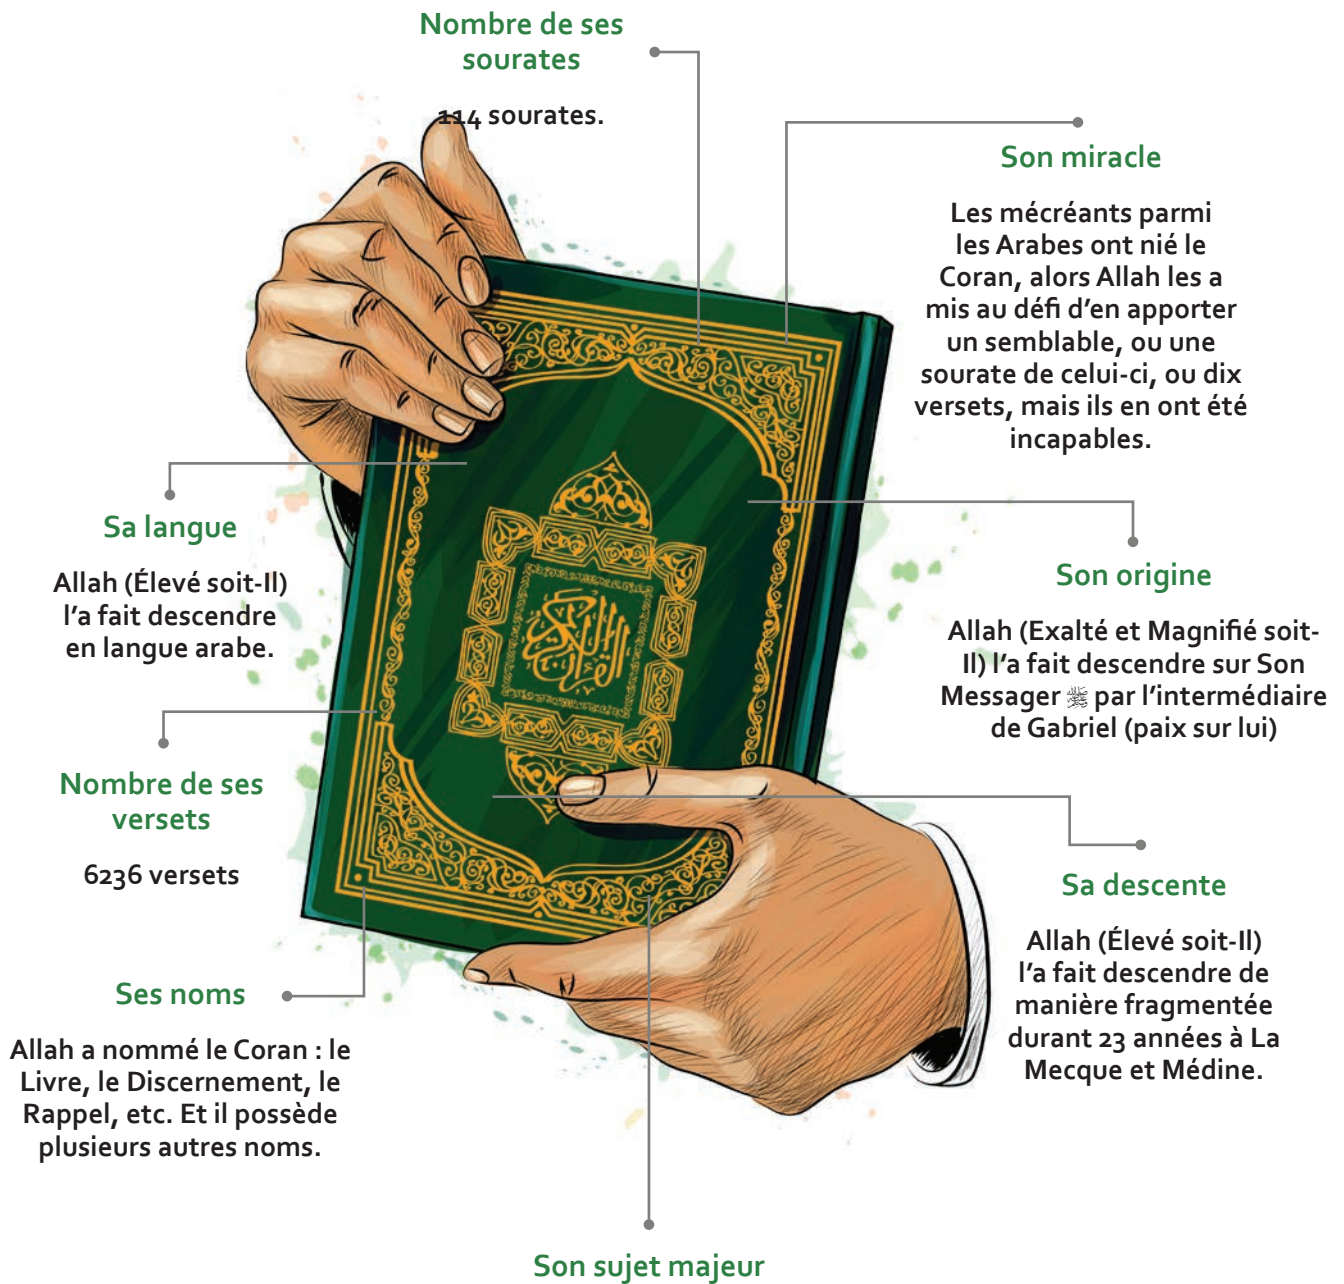 Nombre de ses
sourates
114 sourates.
Son miracle
Les mécréants parmi
les Arabes ont nié le
Coran, alors Allah les a
mis au défi d'en apporter
un semblable, ou une
sourate de celui-ci, ou dix
versets, mais ils en ont été
incapables.
Sa langue
Allah (Élevé soit-Il)
l'a fait descendre
en langue arabe.
Son origine
Allah (Exalté et Magnifié soit-
Il) l'a fait descendre sur Son
Messager ﷺ par l'intermédiaire
de Gabriel (paix sur lui)
Nombre de ses
versets
6236 versets
Sa descente
Allah (Élevé soit-Il)
l'a fait descendre de
manière fragmentée
durant 23 années à La
Mecque et Médine.
Ses noms
Allah a nommé le Coran : le
Livre, le Discernement, le
Rappel, etc. Et il possède
plusieurs autres noms.
Son sujet majeur
القرآن الكريم